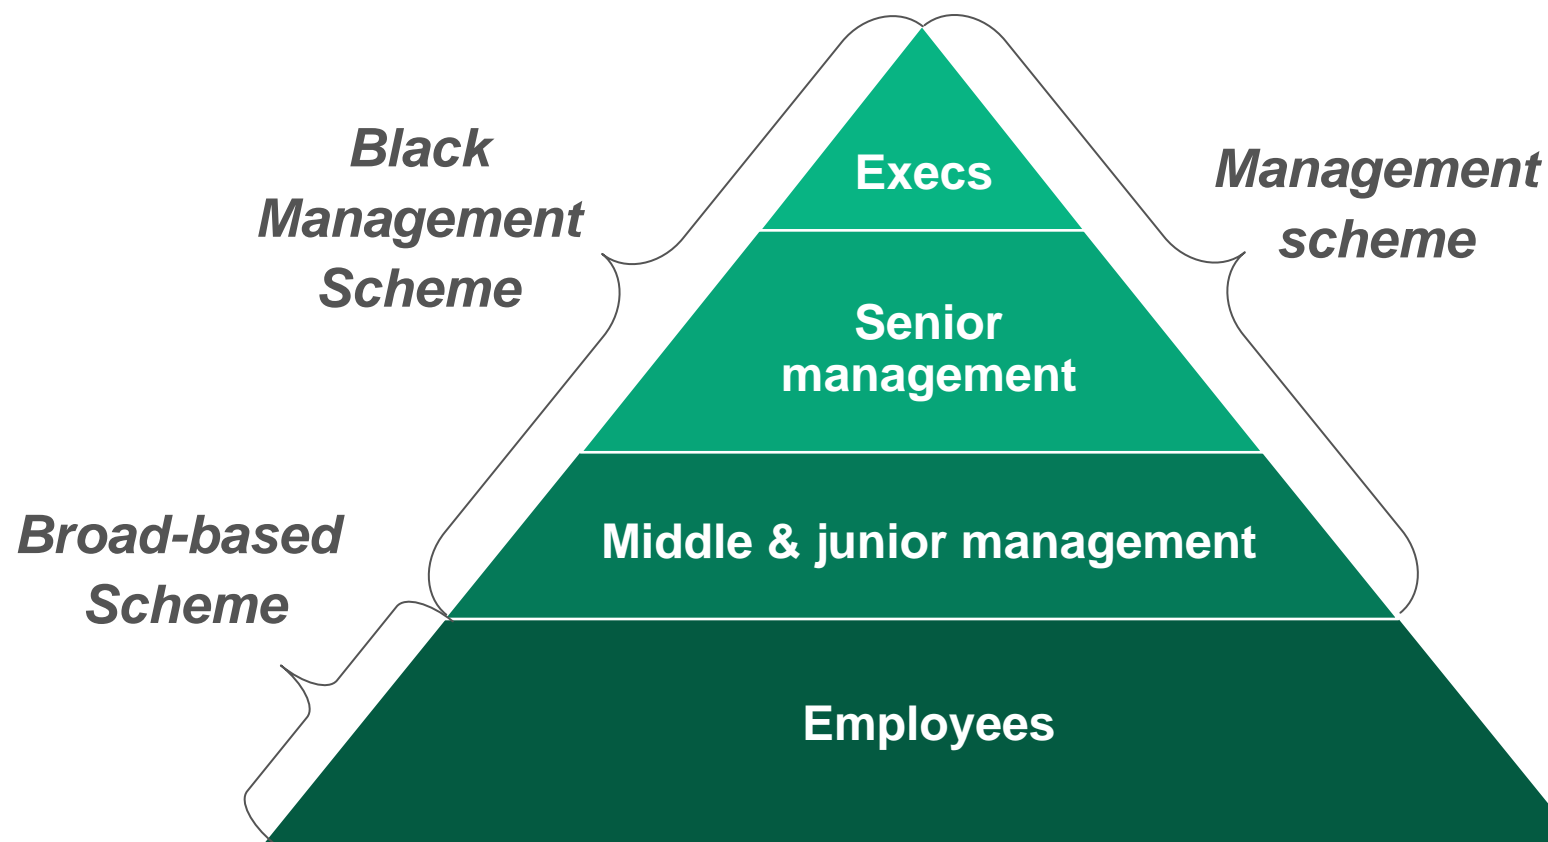 Black
Management
Scheme
Management
scheme
Execs
Senior
management
Broad-based
Scheme
Middle & junior management
Employees